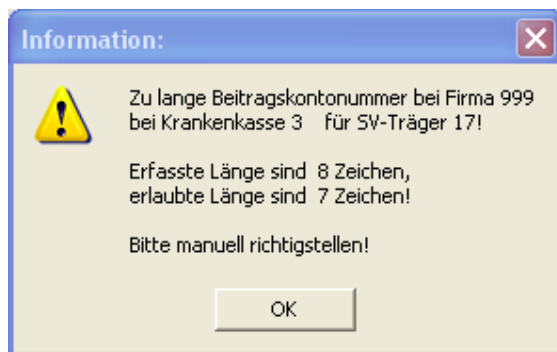 Information:
Zu lange Beitragskontonummer bei Firma 999
bei Krankenkasse 3    für SV-Träger 17!
Erfasste Länge sind  8 Zeichen,
erlaubte Länge sind  7 Zeichen!
Bitte manuell richtigstellen!
OK